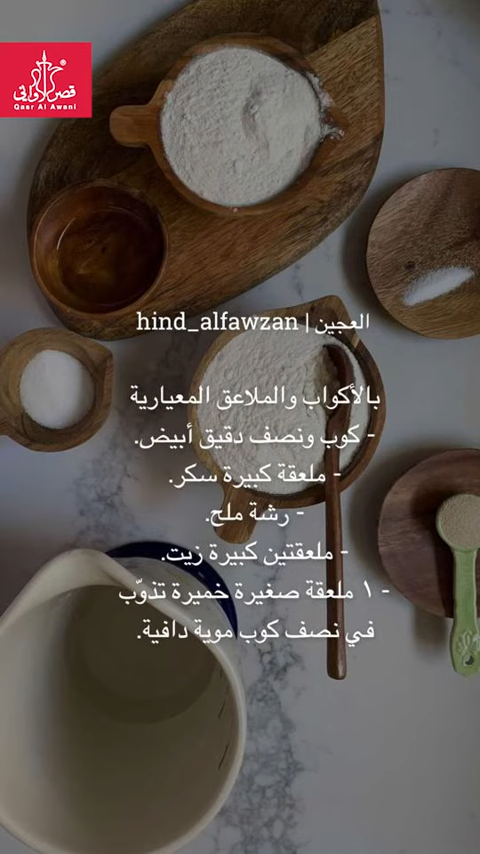 قصر الأواني
Qasr Al Awani
العجين | hind_alfawzan
بالأكواب والملاعق المعيارية
- كوب ونصف دقيق أبيض.
- ملعقة كبيرة سكر.
- رشة ملح.
- ملعقتين كبيرة زيت.
- ١ ملعقة صغيرة خميرة تذوّب
في نصف كوب موية دافية.